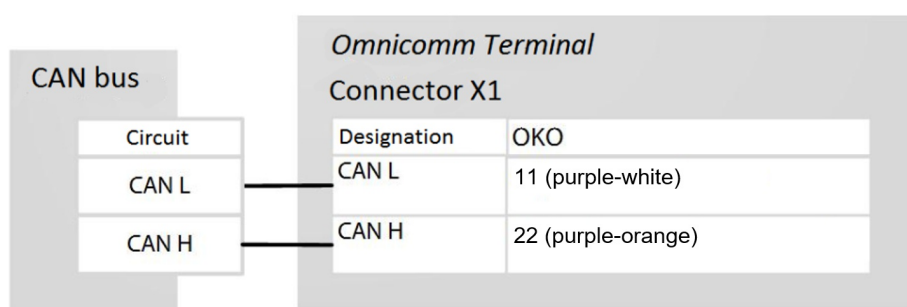 CAN bus
Circuit
CAN L
CAN H
Omnicomm Terminal
Connector X1
Designation OKO
CAN L 11 (purple-white)
CAN H 22 (purple-orange)